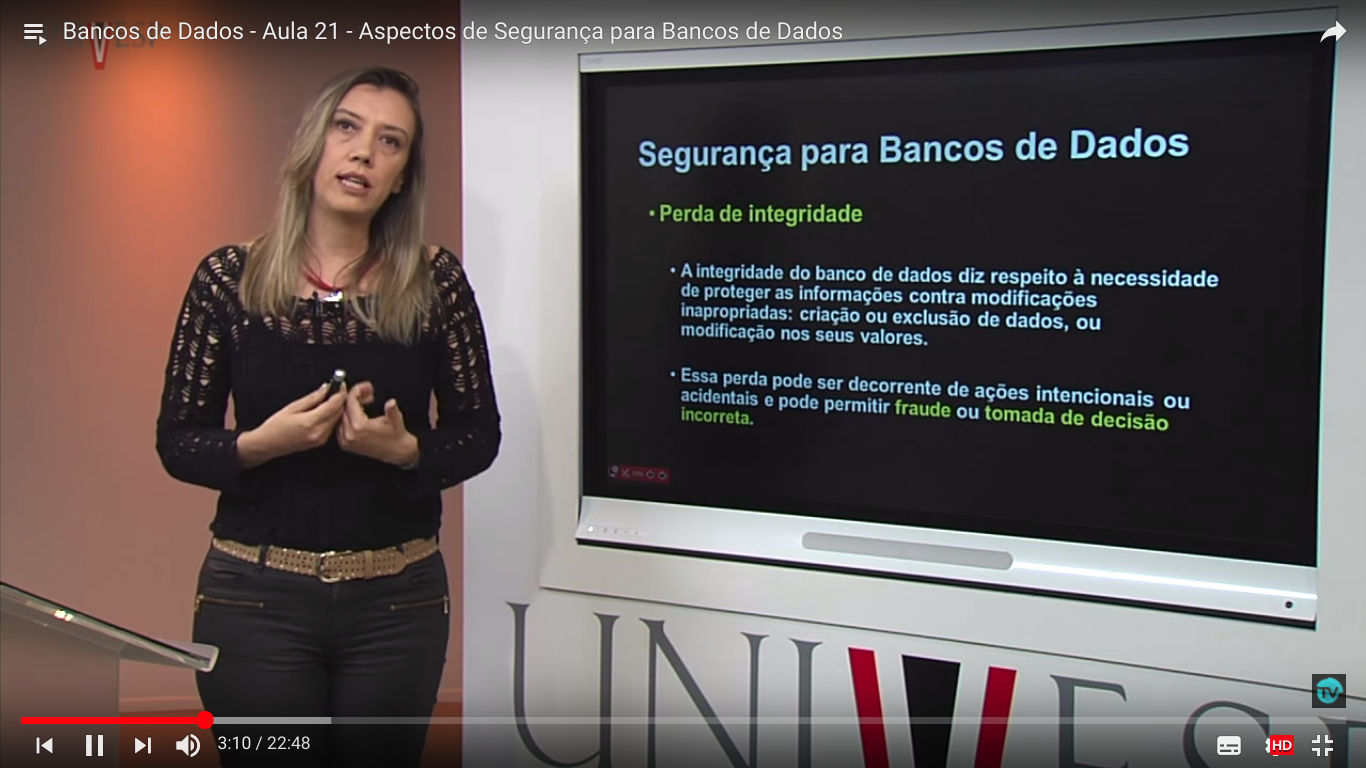 Bancos de Dados - Aula 21 - Aspectos de Segurança para Bancos de Dados
Segurança para Bancos de Dados
• Perda de integridade
• A integridade do banco de dados diz respeito à necessidade
de proteger as informações contra modificações
inapropriadas: criação ou exclusão de dados, ou
modificação nos seus valores.
• Essa perda pode ser decorrente de ações intencionais ou
acidentais e pode permitir fraude ou tomada de decisão
incorreta.
UNIVES
TV
3:10 / 22:48
HD